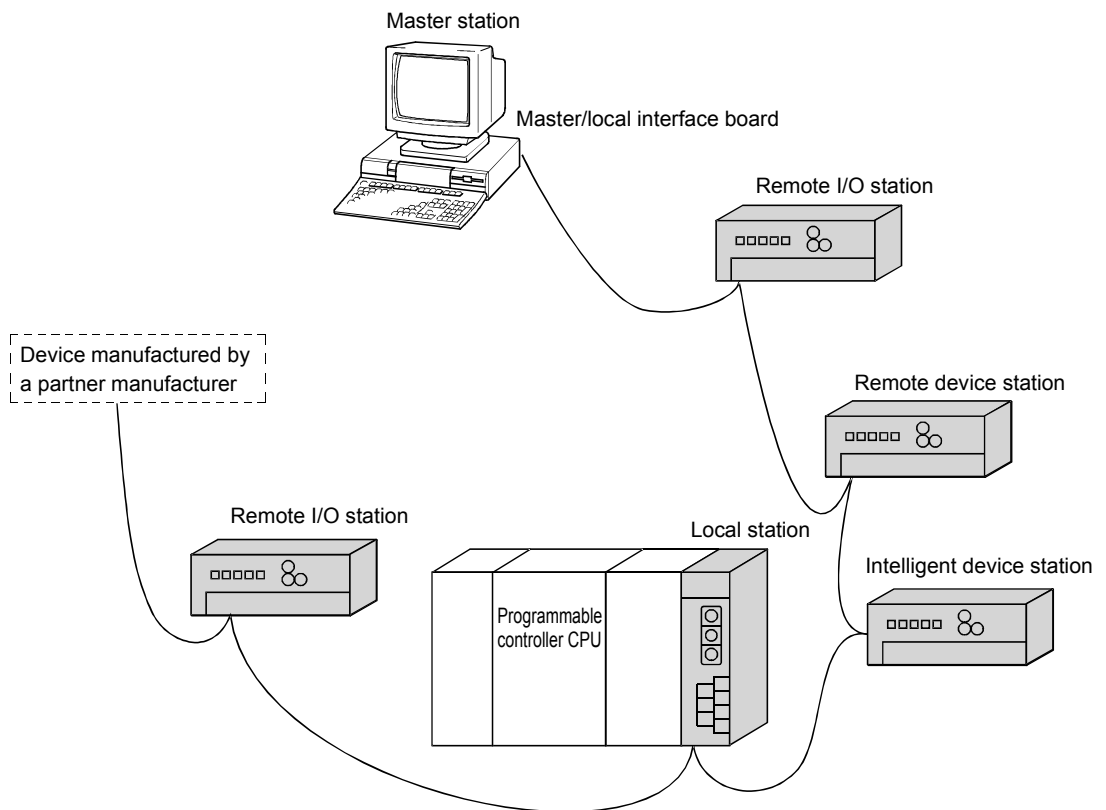 Master station
Master/local interface board
Remote I/O station
Device manufactured by
a partner manufacturer
Remote device station
Remote I/O station
Local station
Intelligent device station
Programmable
controller CPU